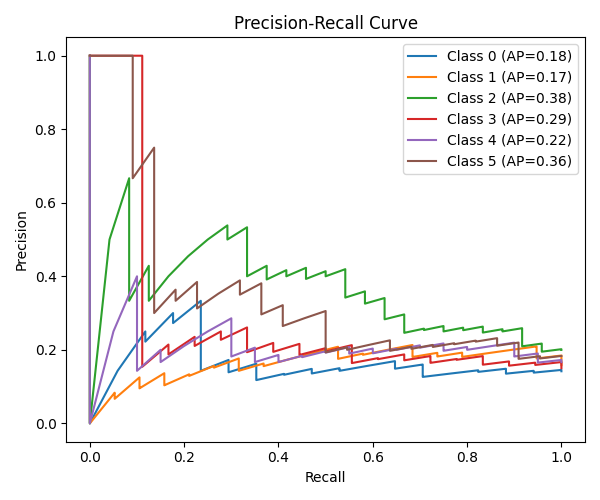 Precision-Recall Curve
Class 0 (AP=0.18)
Class 1 (AP=0.17)
Class 2 (AP=0.38)
Class 3 (AP=0.29)
Class 4 (AP=0.22)
Class 5 (AP=0.36)
Precision
1.0
0.8
0.6
0.4
0.2
0.0
0.0 0.2 0.4 0.6 0.8 1.0
Recall